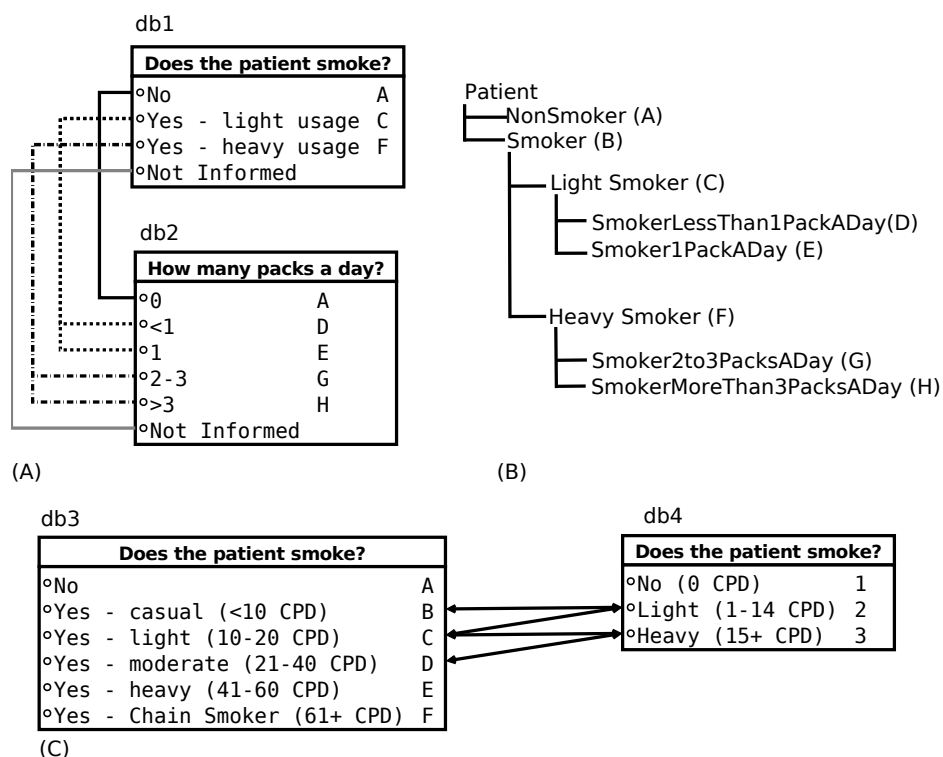 db1
Does the patient smoke?
No A
Yes - light usage C
Yes - heavy usage F
Not Informed
db2
How many packs a day?
0 A
<1 D
1 E
2-3 G
>3 H
Not Informed
(A)
Patient
NonSmoker (A)
Smoker (B)
Light Smoker (C)
SmokerLessThan1PackADay(D)
Smoker1PackADay (E)
Heavy Smoker (F)
Smoker2to3PacksADay (G)
SmokerMoreThan3PacksADay (H)
(B)
db3
Does the patient smoke?
No A
Yes - casual (<10 CPD) B
Yes - light (10-20 CPD) C
Yes - moderate (21-40 CPD) D
Yes - heavy (41-60 CPD) E
Yes - Chain Smoker (61+ CPD) F
db4
Does the patient smoke?
No (0 CPD) 1
Light (1-14 CPD) 2
Heavy (15+ CPD) 3
(C)